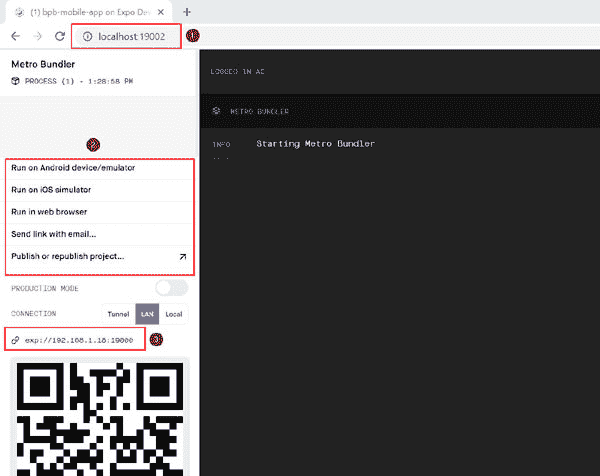 (1) bpb-mobile-app on Expo Dev
localhost:19002
1
Metro Bundler
PROCESS (1) - 1:28:58 PM
LOGGED IN AS
METRO BUNDLER
INFO Starting Metro Bundler
2
Run on Android device/emulator
Run on iOS simulator
Run in web browser
Send link with email...
Publish or republish project...
PRODUCTION MODE
CONNECTION Tunnel LAN Local
exp://192.168.1.18:19000
3